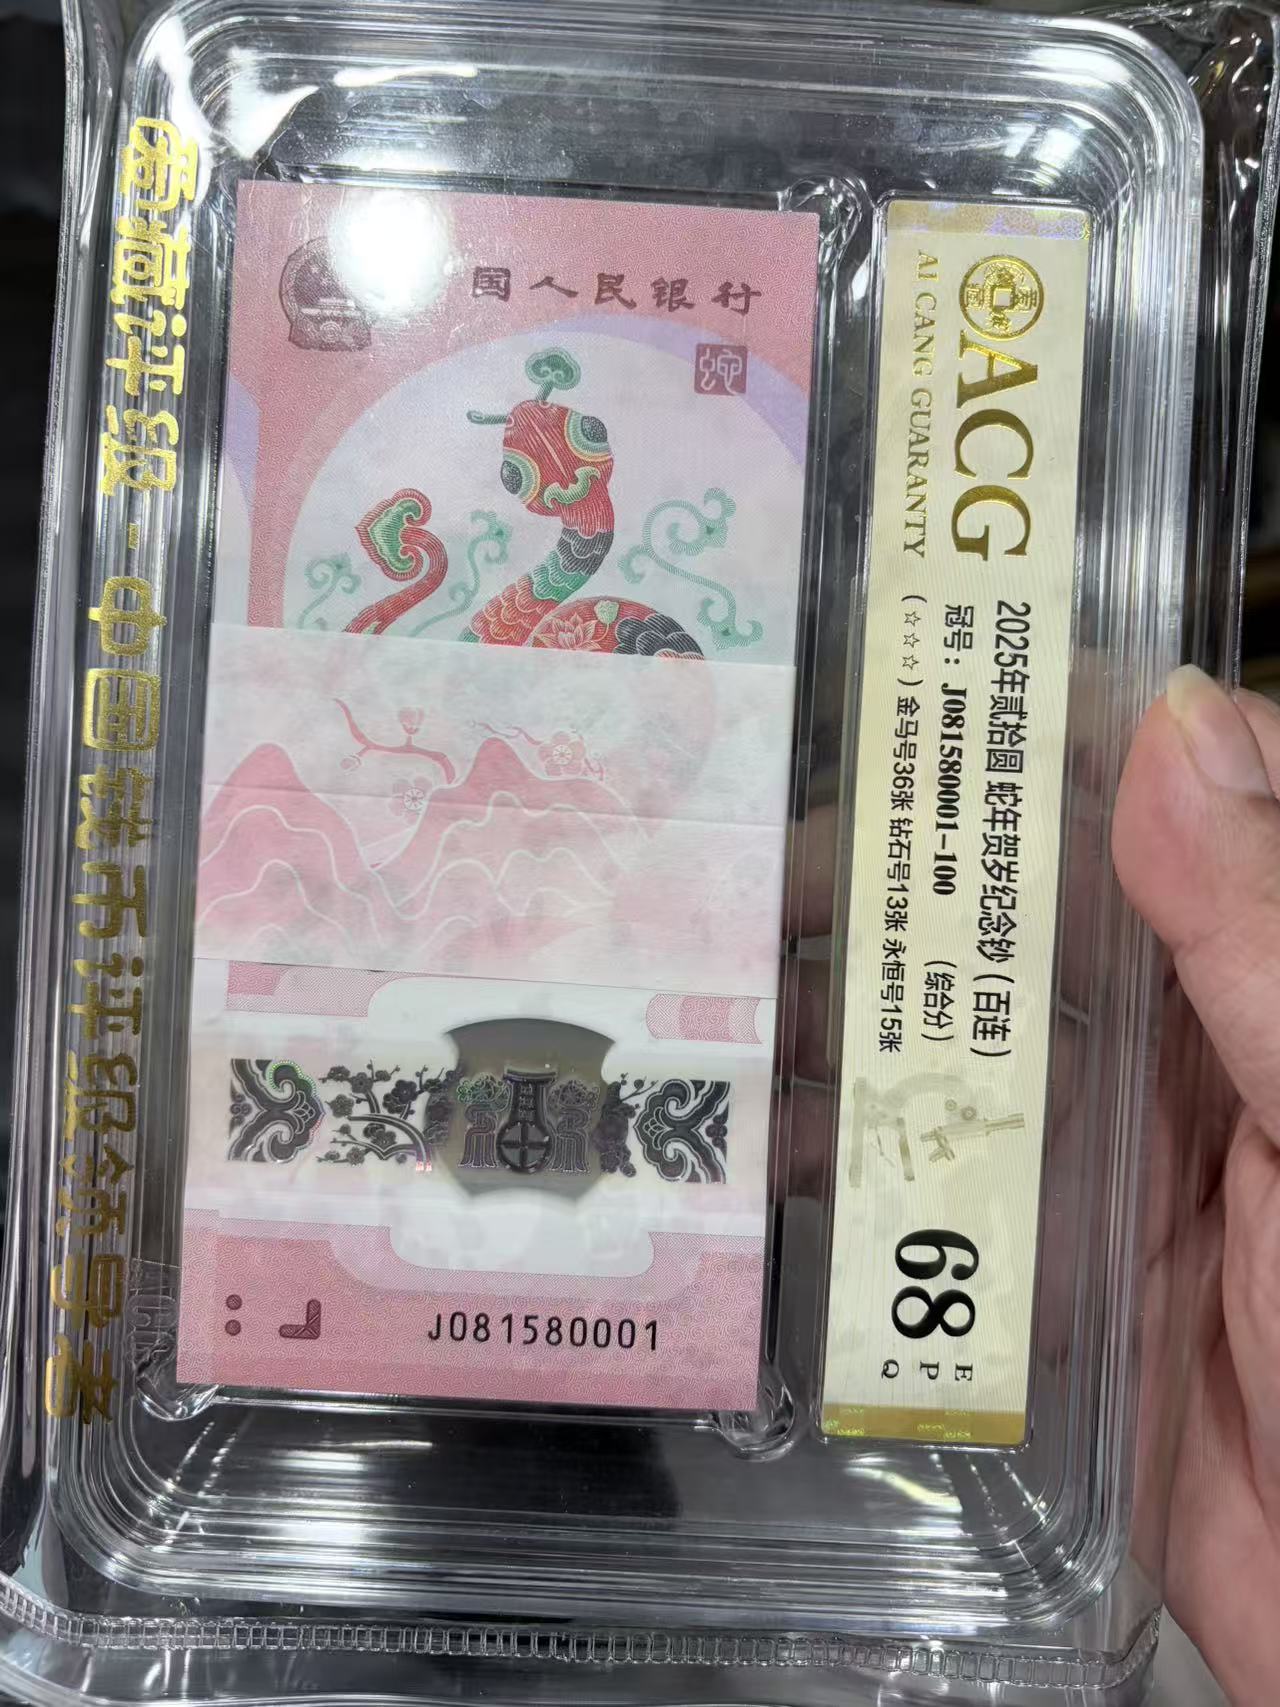 爱藏评级-中国钱币评级领导者
国人民银行
蛇
J081580001
ACG
AI CANG GUARANTY
2025年贰拾圆 蛇年贺岁纪念钞（百连）
冠号：J081580001-100 （综合分）
（☆☆☆）金马号36张 钻石号13张 永恒号15张
68
E
P
Q